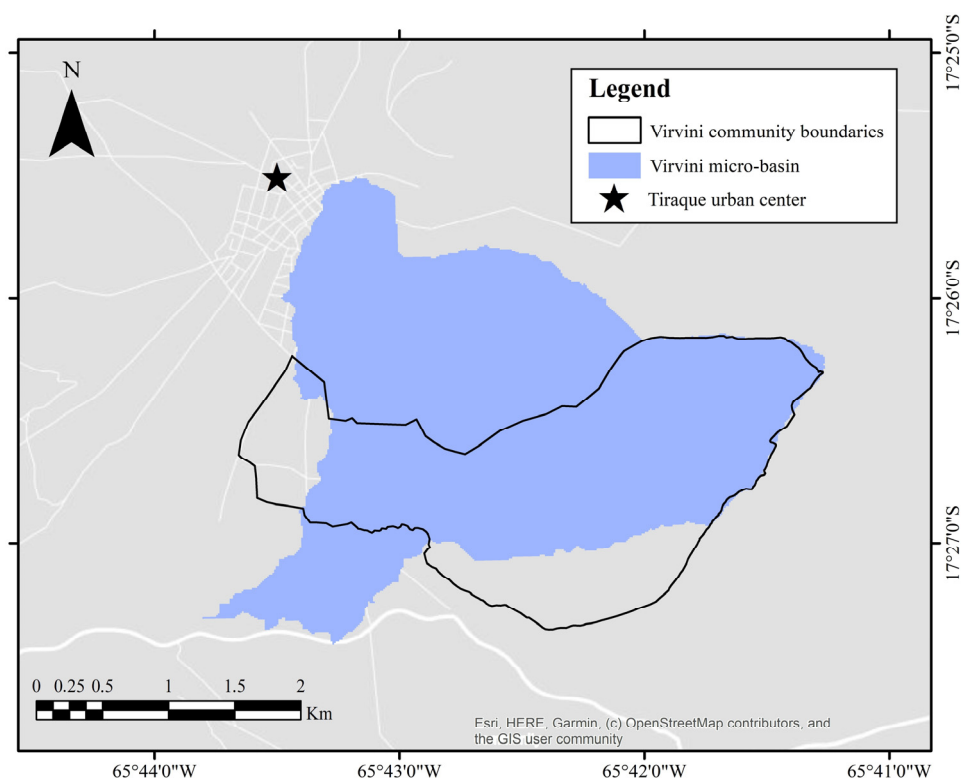 17°25'0"S
N
Legend
Virvini community boundarics
Virvini micro-basin
Tiraque urban center
17°26'0"S
17°27'0"S
0 0.25 0.5 1 1.5 2
Km
Esri, HERE, Garmin, (c) OpenStreetMap contributors, and
the GIS user community
65°44'0"W 65°43'0"W 65°42'0"W 65°41'0"W